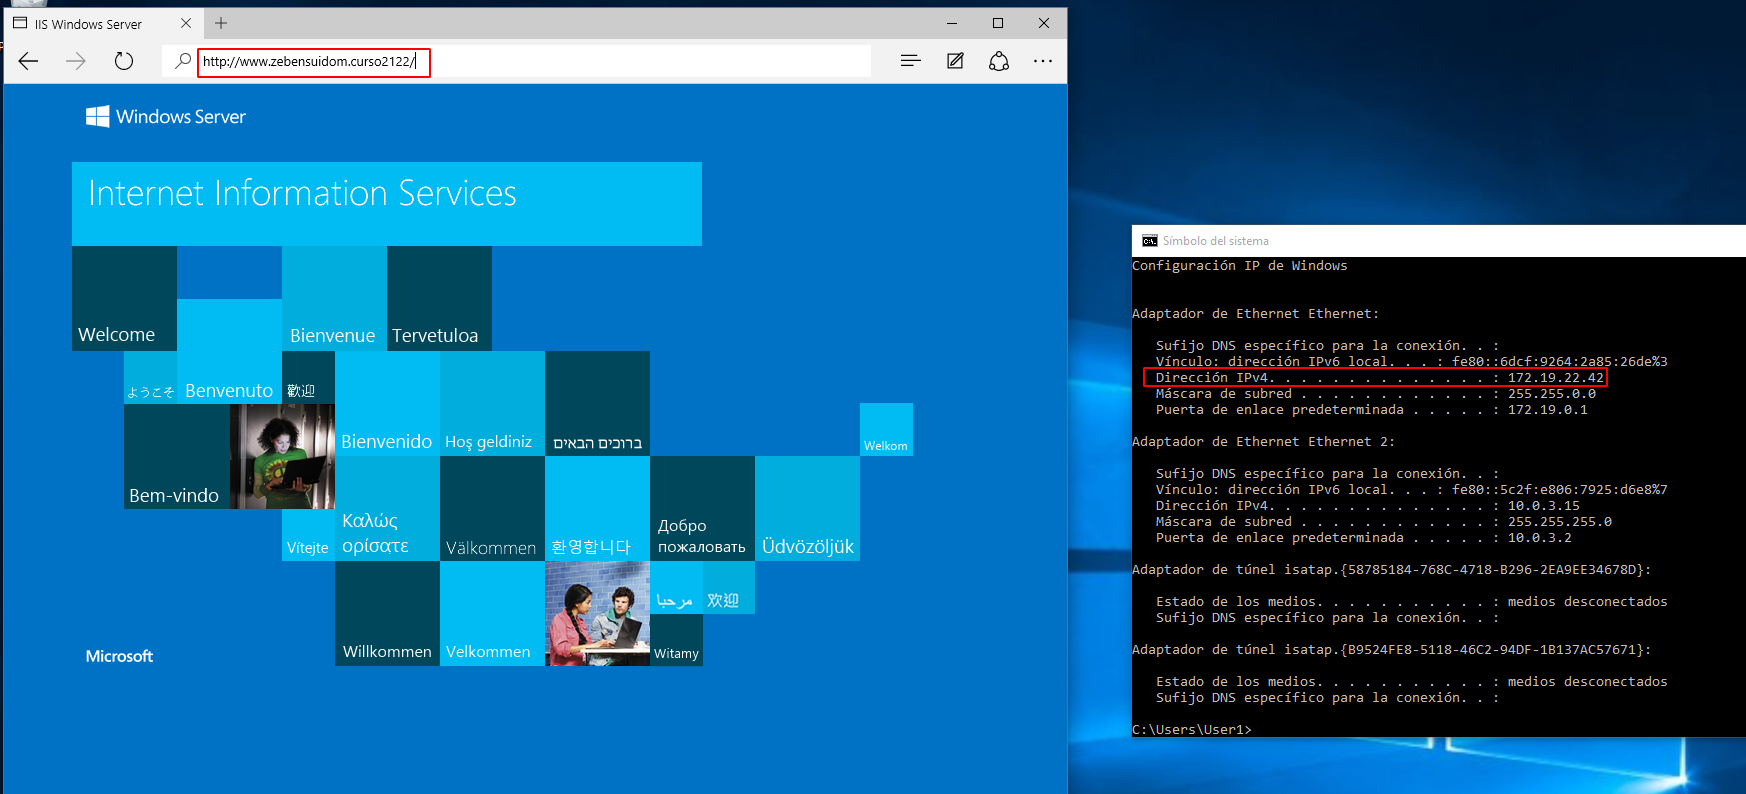 IIS Windows Server
http://www.zebensuidom.curso2122/
Windows Server
Internet Information Services
Welcome
Bienvenue
Tervetuloa
ようこそ
Benvenuto
歡迎
Bienvenido
Hoş geldiniz
ברוכים הבאים
Welkom
Bem-vindo
Vítejte
Καλώς
ορίσατε
Välkommen
환영합니다
Добро
пожаловать
Üdvözöljük
مرحبا
欢迎
Willkommen
Velkommen
Witamy
Microsoft
Símbolo del sistema
Configuración IP de Windows
Adaptador de Ethernet Ethernet:
Sufijo DNS específico para la conexión. . :
Vínculo: dirección IPv6 local. . . : fe80::6dcf:9264:2a85:26de%3
Dirección IPv4. . . . . . . . . . . . . . : 172.19.22.42
Máscara de subred . . . . . . . . . . . . : 255.255.0.0
Puerta de enlace predeterminada . . . . . : 172.19.0.1
Adaptador de Ethernet Ethernet 2:
Sufijo DNS específico para la conexión. . :
Vínculo: dirección IPv6 local. . . : fe80::5c2f:e806:7925:d6e8%7
Dirección IPv4. . . . . . . . . . . . . . : 10.0.3.15
Máscara de subred . . . . . . . . . . . . : 255.255.255.0
Puerta de enlace predeterminada . . . . . : 10.0.3.2
Adaptador de túnel isatap.{58785184-768C-4718-B296-2EA9EE34678D}:
Estado de los medios. . . . . . . . . . . : medios desconectados
Sufijo DNS específico para la conexión. . :
Adaptador de túnel isatap.{B9524FE8-5118-46C2-94DF-1B137AC57671}:
Estado de los medios. . . . . . . . . . . : medios desconectados
Sufijo DNS específico para la conexión. . :
C:\Users\User1>